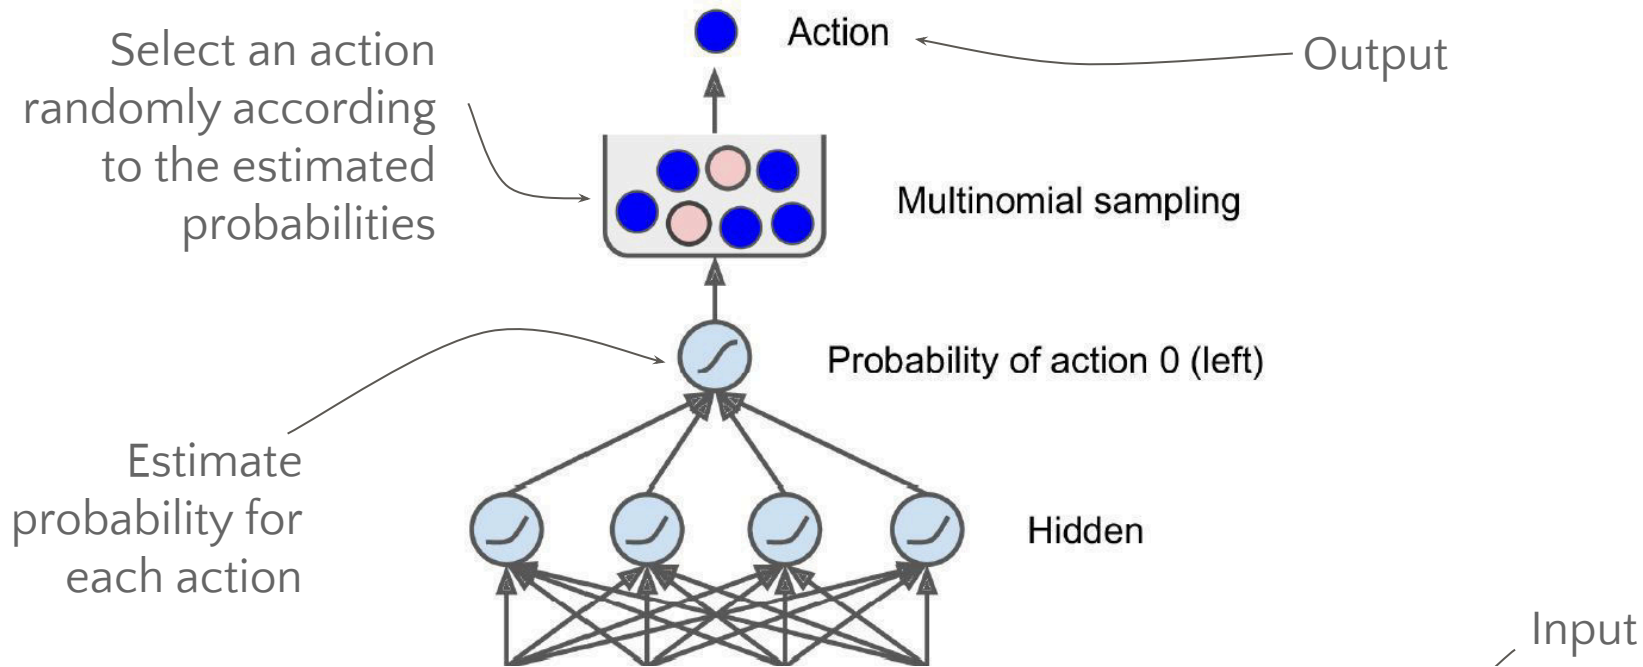 Select an action
randomly according
to the estimated
probabilities
Action
Output
Multinomial sampling
Probability of action 0 (left)
Estimate
probability for
each action
Hidden
Input